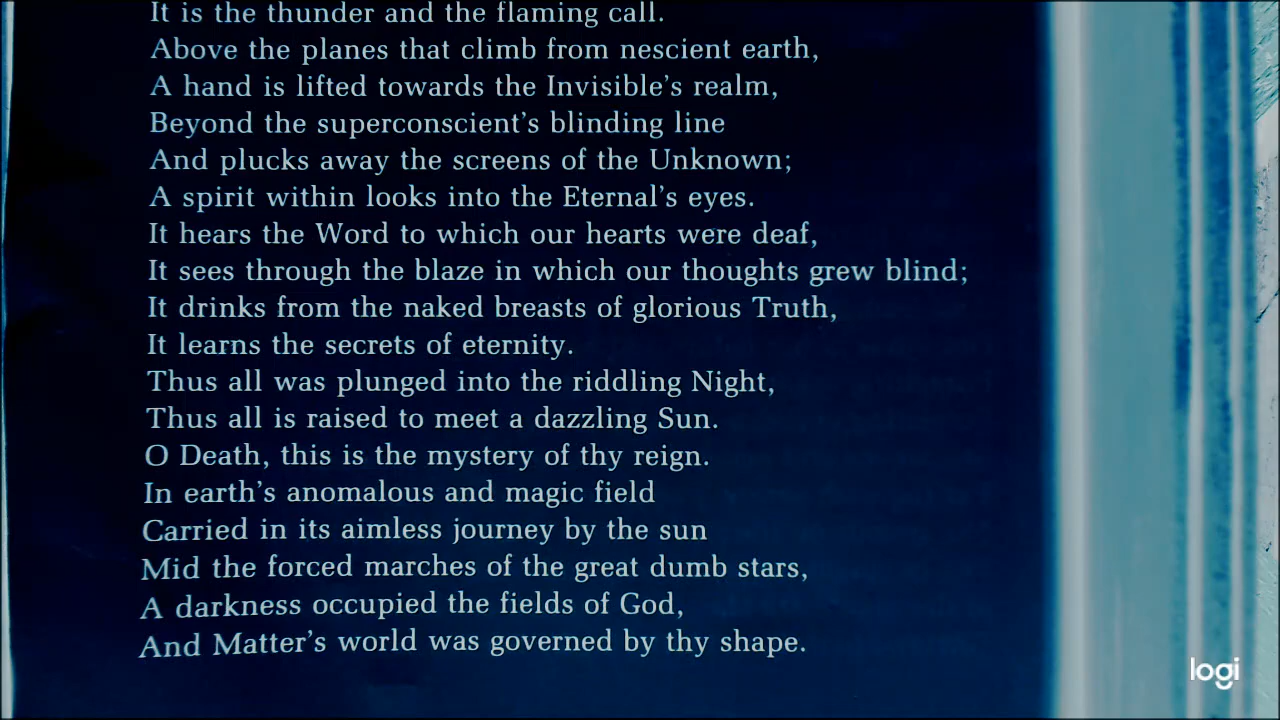 It is the thunder and the flaming call.
Above the planes that climb from nescient earth,
A hand is lifted towards the Invisible's realm,
Beyond the superconscient's blinding line
And plucks away the screens of the Unknown;
A spirit within looks into the Eternal's eyes.
It hears the Word to which our hearts were deaf,
It sees through the blaze in which our thoughts grew blind;
It drinks from the naked breasts of glorious Truth,
It learns the secrets of eternity.
Thus all was plunged into the riddling Night,
Thus all is raised to meet a dazzling Sun.
O Death, this is the mystery of thy reign.
In earth's anomalous and magic field
Carried in its aimless journey by the sun
Mid the forced marches of the great dumb stars,
A darkness occupied the fields of God,
And Matter's world was governed by thy shape.
logi